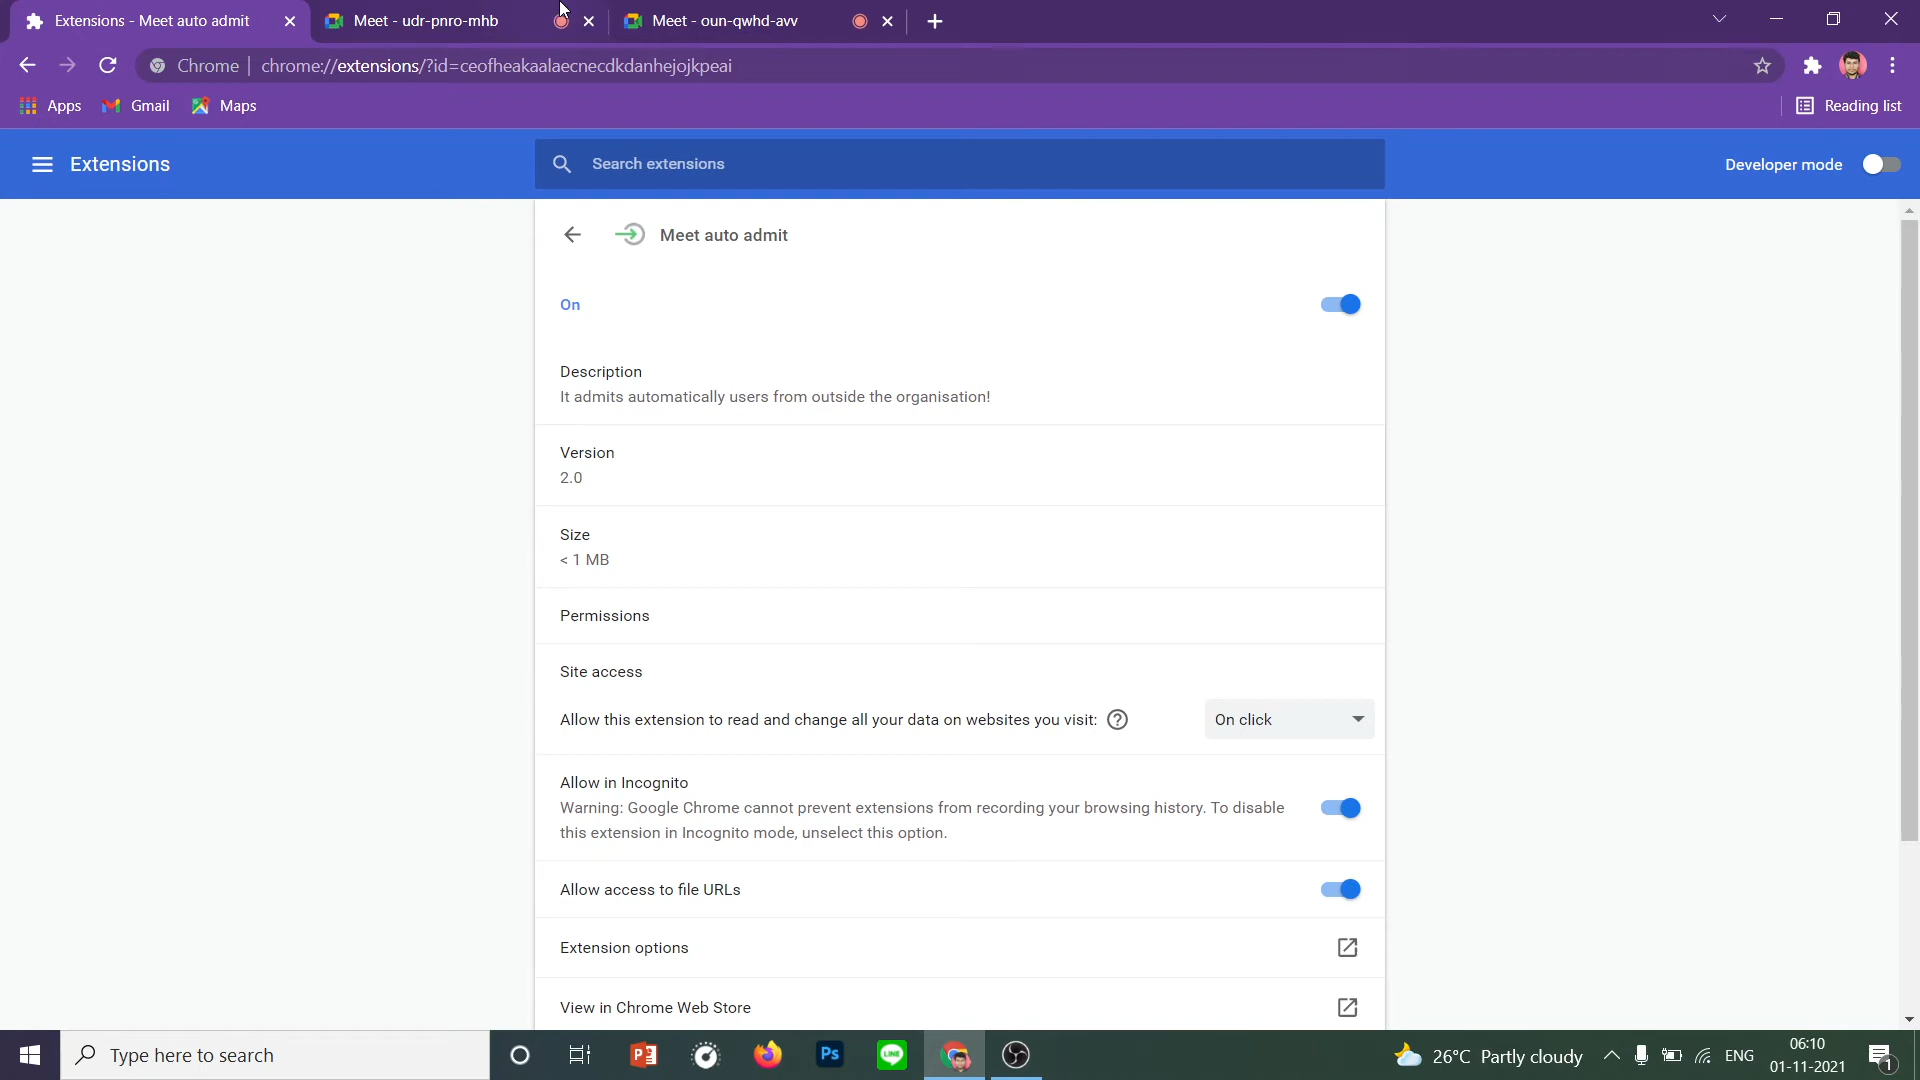 Extensions - Meet auto admit
Meet - udr-pnro-mhb
Meet - oun-qwhd-avv
Chrome | chrome://extensions/?id=ceofheakaalaecnecdkdanhejojkpeai
Apps
Gmail
Maps
Reading list
Extensions
Search extensions
Developer mode
Meet auto admit
On
Description
It admits automatically users from outside the organisation!
Version
2.0
Size
< 1 MB
Permissions
Site access
Allow this extension to read and change all your data on websites you visit:
On click
Allow in Incognito
Warning: Google Chrome cannot prevent extensions from recording your browsing history. To disable
this extension in Incognito mode, unselect this option.
Allow access to file URLs
Extension options
View in Chrome Web Store
Type here to search
P
Ps
LINE
26°C Partly cloudy
ENG
06:10
01-11-2021
1